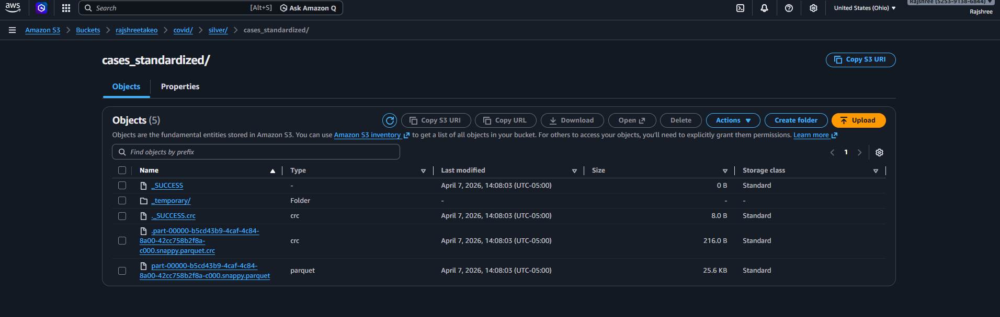 aws
Search [Alt+S] Ask Amazon Q United States (Ohio) ▼ Rajshree (5253-9138-6844) ▼
Rajshree
Amazon S3 > Buckets > rajshreetakeo > covid/ > silver/ > cases_standardized/
cases_standardized/
Copy S3 URI
Objects Properties
Objects (5) Copy S3 URI Copy URL Download Open Delete Actions ▼ Create folder Upload
Objects are the fundamental entities stored in Amazon S3. You can use Amazon S3 inventory to get a list of all objects in your bucket. For others to access your objects, you'll need to explicitly grant them permissions. Learn more
Find objects by prefix 1
Name Type Last modified Size Storage class
_SUCCESS - April 7, 2026, 14:08:03 (UTC-05:00) 0 B Standard
_temporary/ Folder - - -
._SUCCESS.crc crc April 7, 2026, 14:08:03 (UTC-05:00) 8.0 B Standard
.part-00000-b5cd43b9-4caf-4c84-
8a00-42cc758b2f8a- crc April 7, 2026, 14:08:03 (UTC-05:00) 216.0 B Standard
c000.snappy.parquet.crc
part-00000-b5cd43b9-4caf-4c84- parquet April 7, 2026, 14:08:03 (UTC-05:00) 25.6 KB Standard
8a00-42cc758b2f8a-c000.snappy.parquet